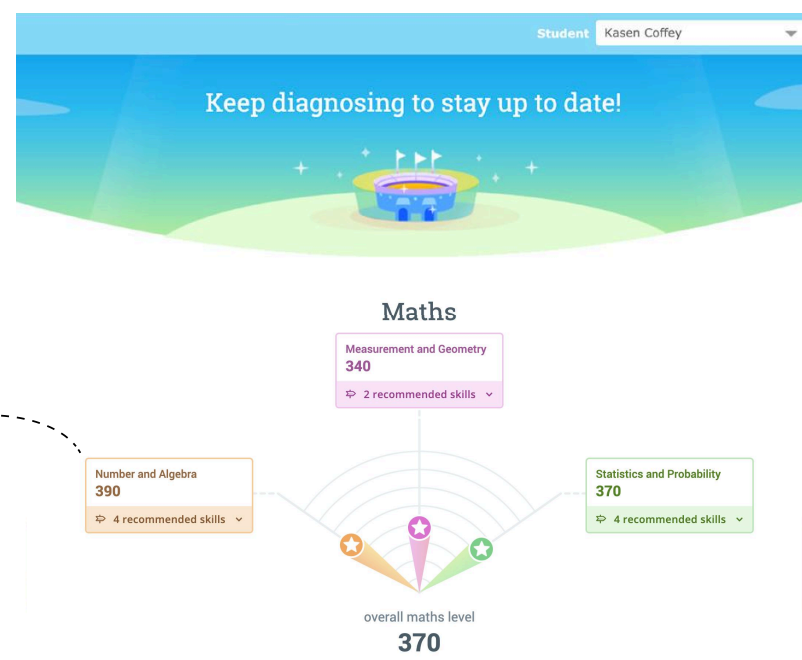 Student Kasen Coffey
Keep diagnosing to stay up to date!
Maths
Measurement and Geometry
340
2 recommended skills
Number and Algebra
390
4 recommended skills
Statistics and Probability
370
4 recommended skills
overall maths level
370